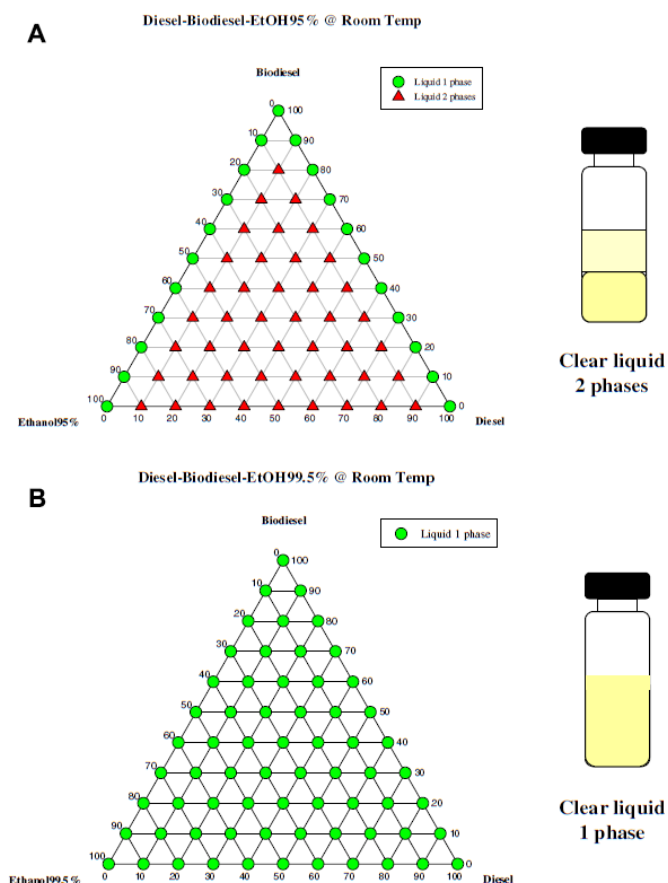 A
Diesel-Biodiesel-EtOH95% @ Room Temp
Biodiesel
Liquid 1 phase
Liquid 2 phases
0 100
10 90
20 80
30 70
40 60
50 50
60 40
70 30
80 20
90 10
100 0
0 10 20 30 40 50 60 70 80 90 100
Ethanol95% Diesel
Clear liquid
2 phases
B
Diesel-Biodiesel-EtOH99.5% @ Room Temp
Biodiesel
Liquid 1 phase
0 100
10 90
20 80
30 70
40 60
50 50
60 40
70 30
80 20
90 10
100 0
0 10 20 30 40 50 60 70 80 90 100
Ethanol99.5% Diesel
Clear liquid
1 phase